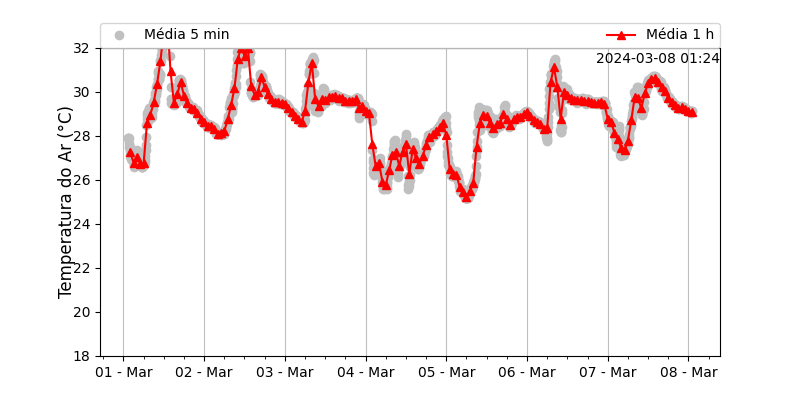 Média 5 min
Média 1 h
2024-03-08 01:24
Temperatura do Ar (°C)
32
30
28
26
24
22
20
18
01 - Mar
02 - Mar
03 - Mar
04 - Mar
05 - Mar
06 - Mar
07 - Mar
08 - Mar